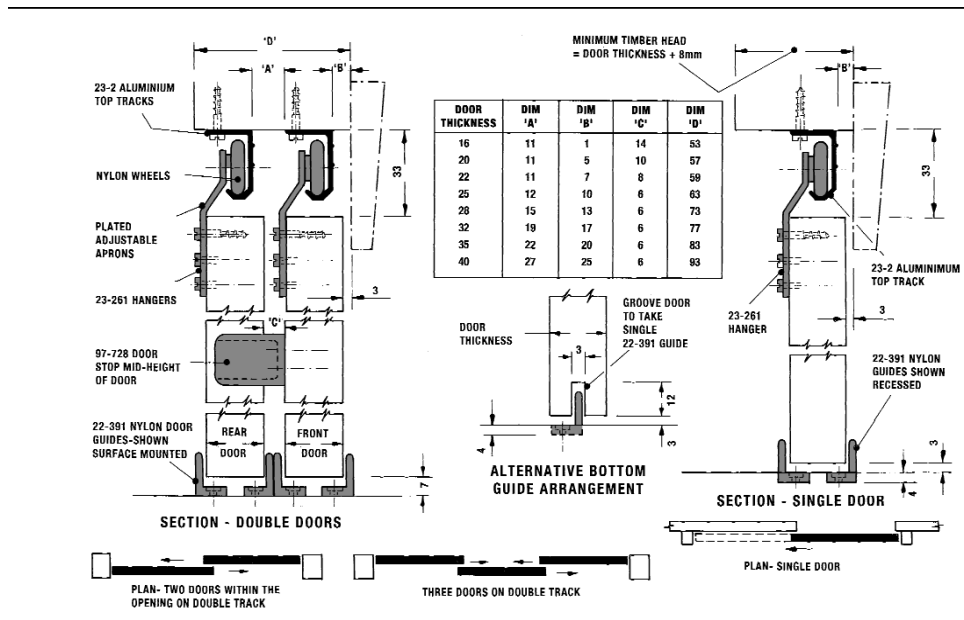 'D'
'A'
'B'
23-2 ALUMINIUM
TOP TRACKS
NYLON WHEELS
33
PLATED
ADJUSTABLE
APRONS
23-261 HANGERS
3
'C'
97-728 DOOR
STOP MID-HEIGHT
OF DOOR
22-391 NYLON DOOR
GUIDES-SHOWN
SURFACE MOUNTED
REAR
DOOR
FRONT
DOOR
7
SECTION - DOUBLE DOORS
MINIMUM TIMBER HEAD
= DOOR THICKNESS + 8mm
'B'
DOOR THICKNESS DIM 'A' DIM 'B' DIM 'C' DIM 'D'
16 11 1 14 53
20 11 5 10 57
22 11 7 8 59
25 12 10 6 63
28 15 13 6 73
32 19 17 6 77
35 22 20 6 83
40 27 25 6 93
DOOR
THICKNESS
GROOVE DOOR
TO TAKE
SINGLE
22-391 GUIDE
3
12
4
3
ALTERNATIVE BOTTOM
GUIDE ARRANGEMENT
33
23-2 ALUMINIMUM
TOP TRACK
23-261
HANGER
3
22-391 NYLON
GUIDES SHOWN
RECESSED
3
4
SECTION - SINGLE DOOR
PLAN- TWO DOORS WITHIN THE
OPENING ON DOUBLE TRACK
THREE DOORS ON DOUBLE TRACK
PLAN- SINGLE DOOR